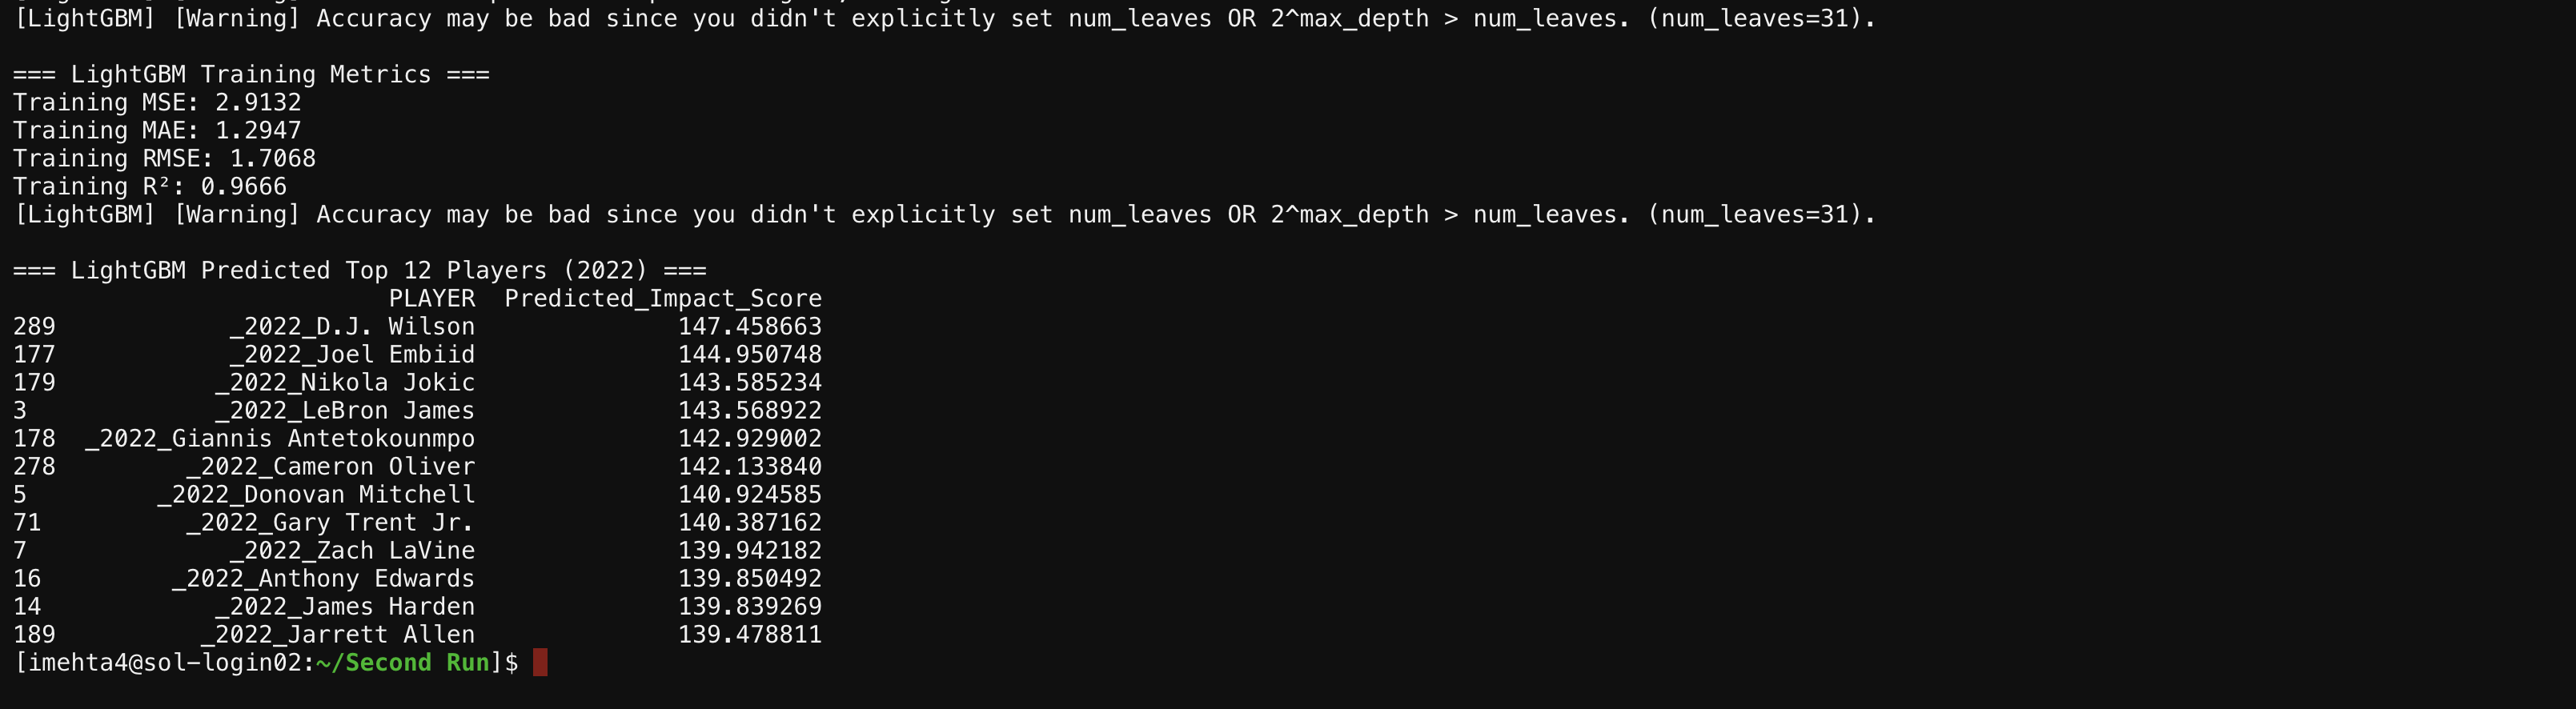 [LightGBM] [Warning] Accuracy may be bad since you didn't explicitly set num_leaves OR 2^max_depth > num_leaves. (num_leaves=31).
=== LightGBM Training Metrics ===
Training MSE: 2.9132
Training MAE: 1.2947
Training RMSE: 1.7068
Training R²: 0.9666
[LightGBM] [Warning] Accuracy may be bad since you didn't explicitly set num_leaves OR 2^max_depth > num_leaves. (num_leaves=31).
=== LightGBM Predicted Top 12 Players (2022) ===
PLAYER Predicted_Impact_Score
289 _2022_D.J. Wilson 147.458663
177 _2022_Joel Embiid 144.950748
179 _2022_Nikola Jokic 143.585234
3 _2022_LeBron James 143.568922
178 _2022_Giannis Antetokounmpo 142.929002
278 _2022_Cameron Oliver 142.133840
5 _2022_Donovan Mitchell 140.924585
71 _2022_Gary Trent Jr. 140.387162
7 _2022_Zach LaVine 139.942182
16 _2022_Anthony Edwards 139.850492
14 _2022_James Harden 139.839269
189 _2022_Jarrett Allen 139.478811
[imehta4@sol-login02:~/Second Run]$